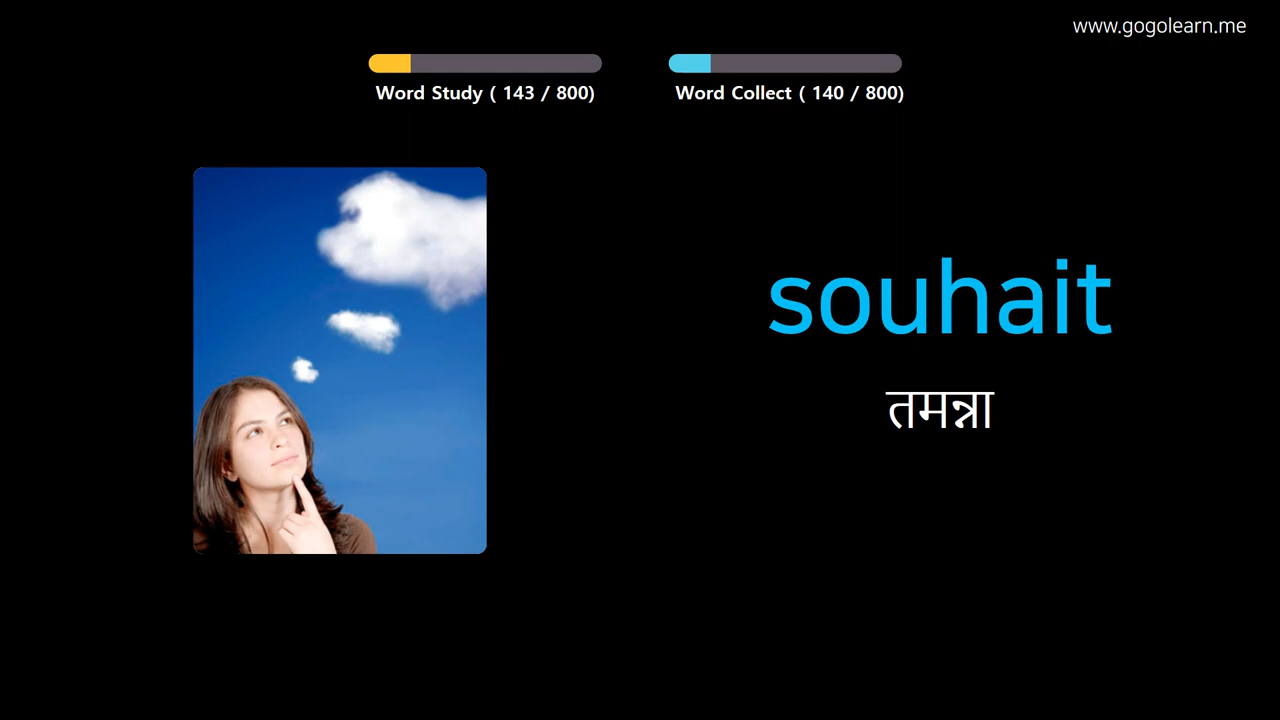 www.gogolearn.me
Word Study ( 143 / 800)
Word Collect ( 140 / 800)
souhait
तमन्ना